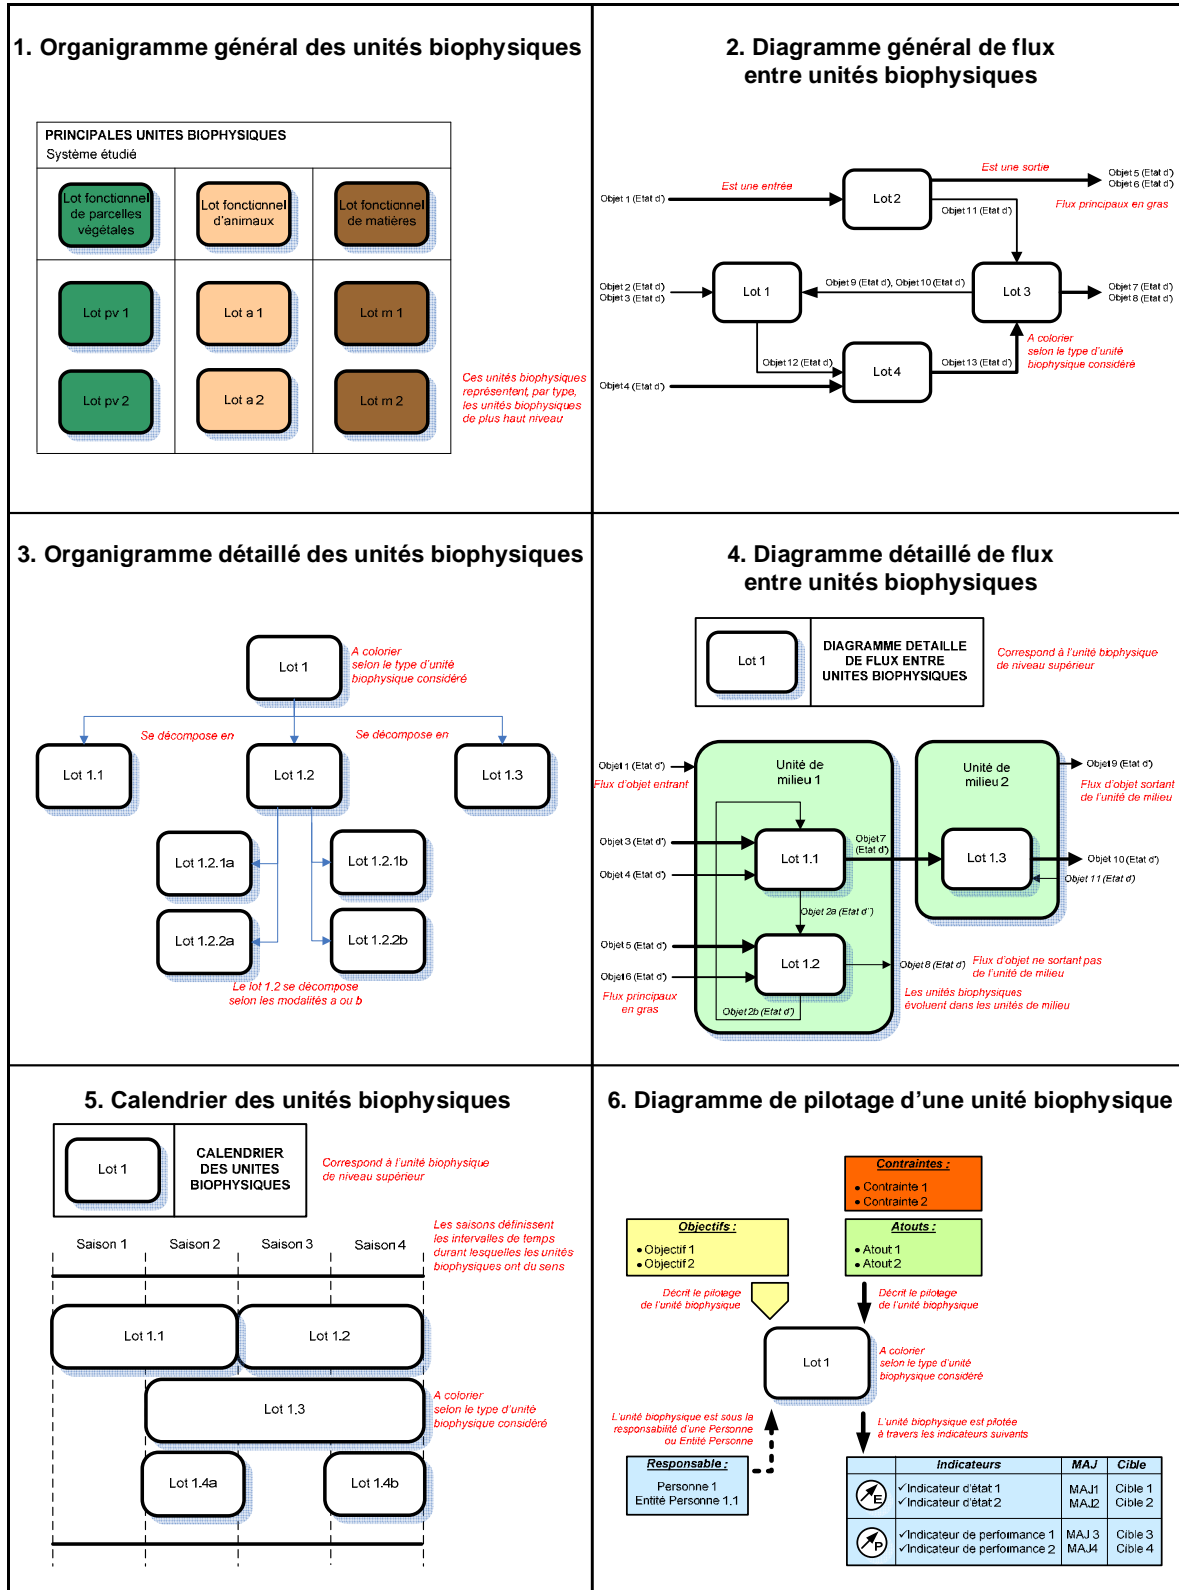 1. Organigramme général des unités biophysiques
PRINCIPALES UNITES BIOPHYSIQUES
Système étudié
Lot fonctionnel
de parcelles
végétales
Lot fonctionnel
d'animaux
Lot fonctionnel
de matières
Lot pv 1
Lot a 1
Lot m 1
Lot pv 2
Lot a 2
Lot m 2
Ces unités biophysiques
représentent, par type,
les unités biophysiques
de plus haut niveau
2. Diagramme général de flux
entre unités biophysiques
Est une entrée
Est une sortie
Objet 1 (Etat d')
Lot 2
Objet 5 (Etat d')
Objet 6 (Etat d')
Flux principaux en gras
Objet 11 (Etat d')
Objet 2 (Etat d')
Objet 3 (Etat d')
Lot 1
Objet 9 (Etat d'), Objet 10 (Etat d')
Lot 3
Objet 7 (Etat d')
Objet 8 (Etat d')
A colorier
selon le type d'unité
biophysique considéré
Objet 12 (Etat d')
Lot 4
Objet 13 (Etat d')
Objet 4 (Etat d')
3. Organigramme détaillé des unités biophysiques
Lot 1
A colorier
selon le type d'unité
biophysique considéré
Se décompose en
Se décompose en
Lot 1.1
Lot 1.2
Lot 1.3
Lot 1.2.1a
Lot 1.2.1b
Lot 1.2.2a
Lot 1.2.2b
Le lot 1.2 se décompose
selon les modalités a ou b
4. Diagramme détaillé de flux
entre unités biophysiques
Lot 1
DIAGRAMME DETAILLE
DE FLUX ENTRE
UNITES BIOPHYSIQUES
Correspond à l'unité biophysique
de niveau supérieur
Objet 1 (Etat d')
Flux d'objet entrant
Unité de
milieu 1
Unité de
milieu 2
Objet 9 (Etat d')
Flux d'objet sortant
de l'unité de milieu
Objet 3 (Etat d')
Objet 4 (Etat d')
Lot 1.1
Objet 7
(Etat d')
Lot 1.3
Objet 10 (Etat d')
Objet 11 (Etat d')
Objet 2a (Etat d')
Objet 5 (Etat d')
Objet 6 (Etat d')
Flux principaux
en gras
Lot 1.2
Objet 8 (Etat d')
Flux d'objet ne sortant pas
de l'unité de milieu
Les unités biophysiques
évoluent dans les unités de milieu
Objet 2b (Etat d')
5. Calendrier des unités biophysiques
Lot 1
CALENDRIER
DES UNITES
BIOPHYSIQUES
Correspond à l'unité biophysique
de niveau supérieur
Les saisons définissent
les intervalles de temps
durant lesquelles les unités
biophysiques ont du sens
Saison 1
Saison 2
Saison 3
Saison 4
Lot 1.1
Lot 1.2
Lot 1.3
A colorier
selon le type d'unité
biophysique considéré
Lot 1.4a
Lot 1.4b
6. Diagramme de pilotage d'une unité biophysique
Contraintes :
• Contrainte 1
• Contrainte 2
Objectifs :
• Objectif 1
• Objectif 2
Atouts :
• Atout 1
• Atout 2
Décrit le pilotage
de l'unité biophysique
Décrit le pilotage
de l'unité biophysique
Lot 1
A colorier
selon le type d'unité
biophysique considéré
L'unité biophysique est sous la
responsabilité d'une Personne
ou Entité Personne
L'unité biophysique est pilotée
à travers les indicateurs suivants
Responsable :
Personne 1
Entité Personne 1.1
Indicateurs MAJ Cible
E ✓Indicateur d'état 1 MAJ1 Cible 1
✓Indicateur d'état 2 MAJ2 Cible 2
P ✓Indicateur de performance 1 MAJ 3 Cible 3
✓Indicateur de performance 2 MAJ4 Cible 4